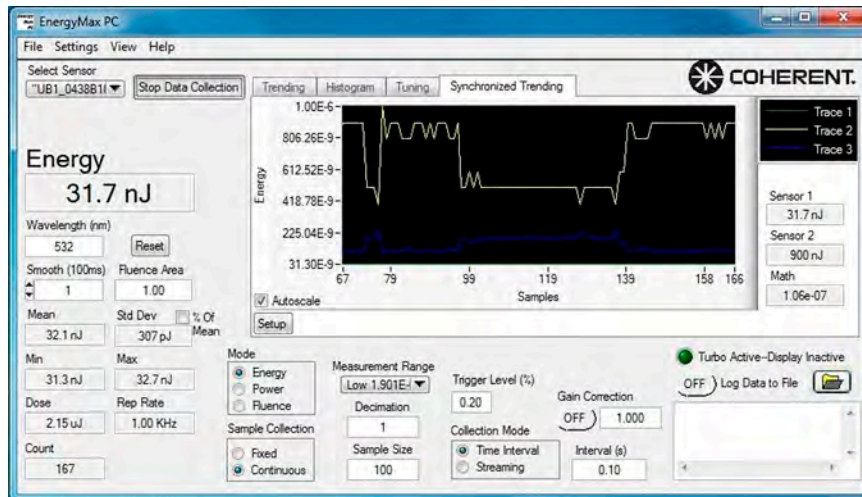 EnergyMax PC
File Settings View Help
Select Sensor
"UB1_0438B1(
Stop Data Collection
Trending
Histogram
Tuning
Synchronized Trending
COHERENT.
Energy
31.7 nJ
Wavelength (nm)
532
Reset
Smooth (100ms)
Fluence Area
1
1.00
Mean
Std Dev
% Of Mean
32.1 nJ
307 pJ
Min
Max
31.3 nJ
32.7 nJ
Dose
Rep Rate
2.15 uJ
1.00 KHz
Count
167
Energy
1.00E-6
806.26E-9
612.52E-9
418.78E-9
225.04E-9
31.30E-9
67 79 99 119 139 158 166
Samples
Autoscale
Setup
Trace 1
Trace 2
Trace 3
Sensor 1
31.7 nJ
Sensor 2
900 nJ
Math
1.06e-07
Mode
Energy
Power
Fluence
Sample Collection
Fixed
Continuous
Measurement Range
Low 1.901E-(
Decimation
1
Sample Size
100
Trigger Level (%)
0.20
Collection Mode
Time Interval
Streaming
Gain Correction
OFF
1.000
Interval (s)
0.10
Turbo Active--Display Inactive
OFF
Log Data to File